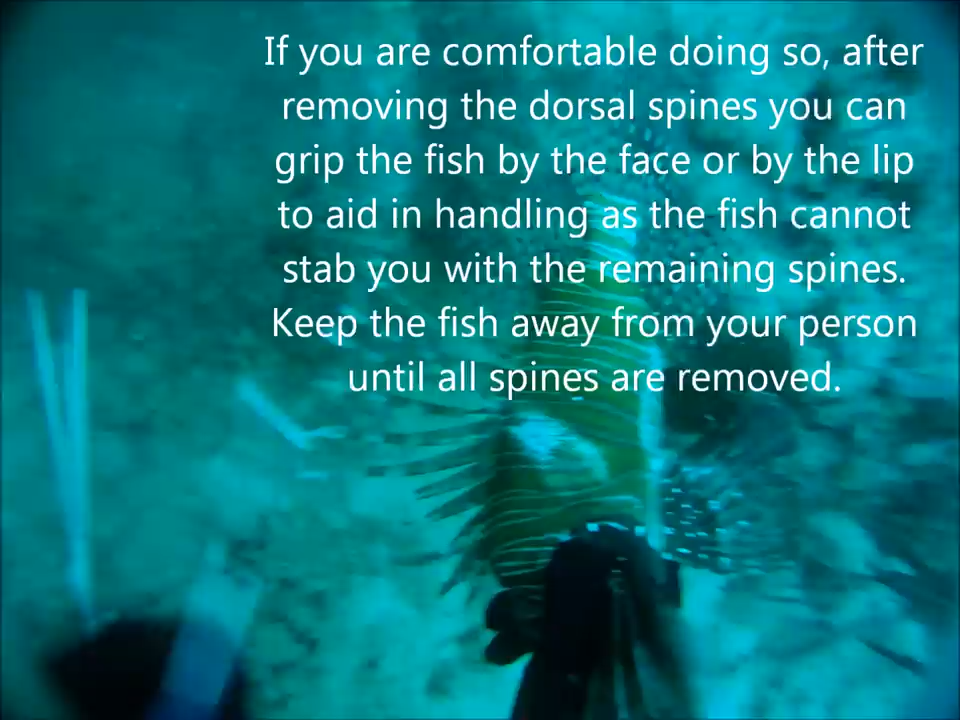 If you are comfortable doing so, after
removing the dorsal spines you can
grip the fish by the face or by the lip
to aid in handling as the fish cannot
stab you with the remaining spines.
Keep the fish away from your person
until all spines are removed.